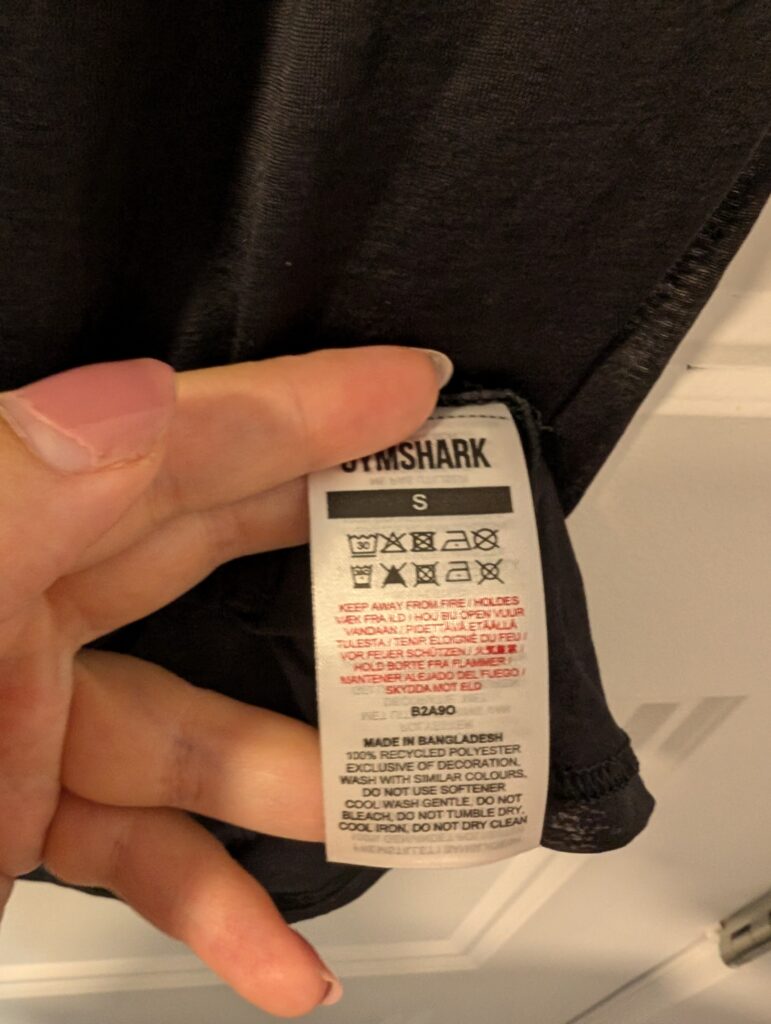 GYMSHARK
S
30
KEEP AWAY FROM FIRE / HOLDES
VÆK FRA ILD / HOU BIJ OPEN VUUR
VANDAAN / PIDETTÄVÄ ETÄÄLLÄ
TULESTA / TENIR ÉLOIGNÉ DU FEU /
VOR FEUER SCHÜTZEN /
HOLD BORTE FRA FLAMMER /
MANTENER ALEJADO DEL FUEGO /
SKYDDA MOT ELD
B2A9O
MADE IN BANGLADESH
100% RECYCLED POLYESTER
EXCLUSIVE OF DECORATION.
WASH WITH SIMILAR COLOURS.
DO NOT USE SOFTENER
COOL WASH GENTLE, DO NOT
BLEACH, DO NOT TUMBLE DRY,
COOL IRON, DO NOT DRY CLEAN